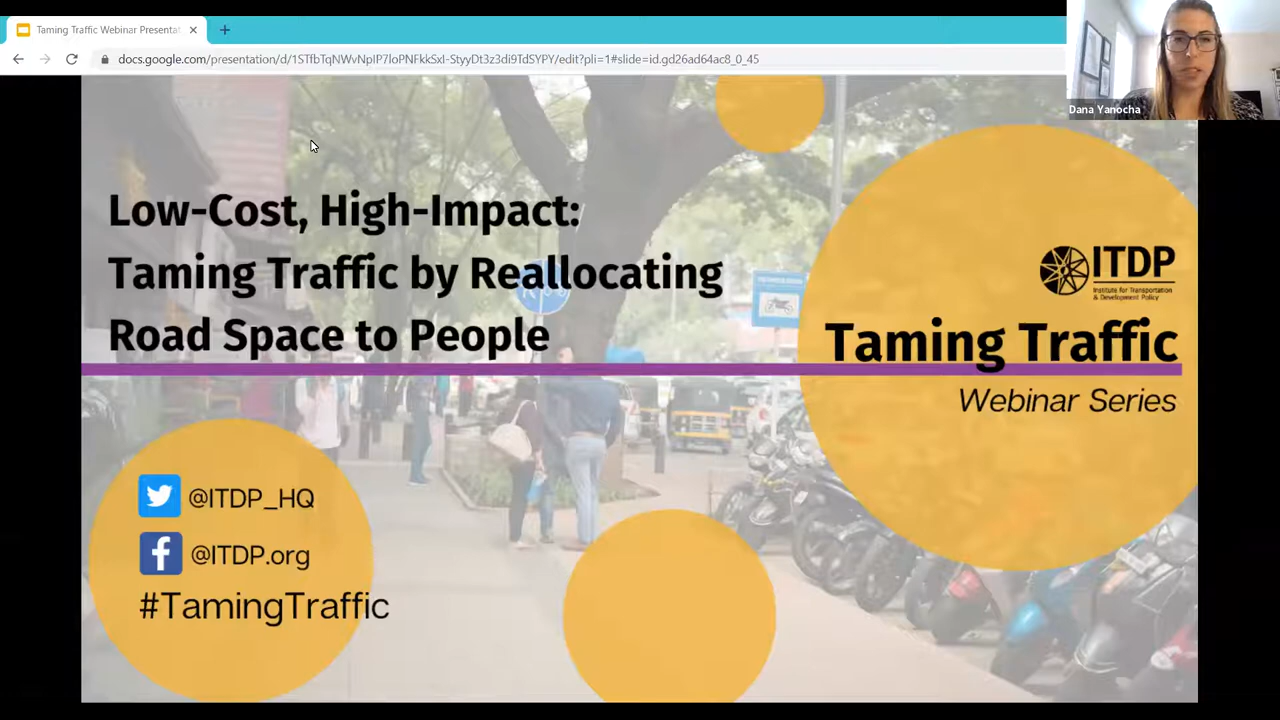 Taming Traffic Webinar Presentat
docs.google.com/presentation/d/1STfbTqNWvNpIP7loPNFkkSxI-StyyDt3z3di9TdSYPY/edit?pli=1#slide=id.gd26ad64ac8_0_45
Dana Yanocha
Low-Cost, High-Impact:
Taming Traffic by Reallocating
Road Space to People
ITDP
Institute for Transportation
& Development Policy
Taming Traffic
Webinar Series
@ITDP_HQ
@ITDP.org
#TamingTraffic